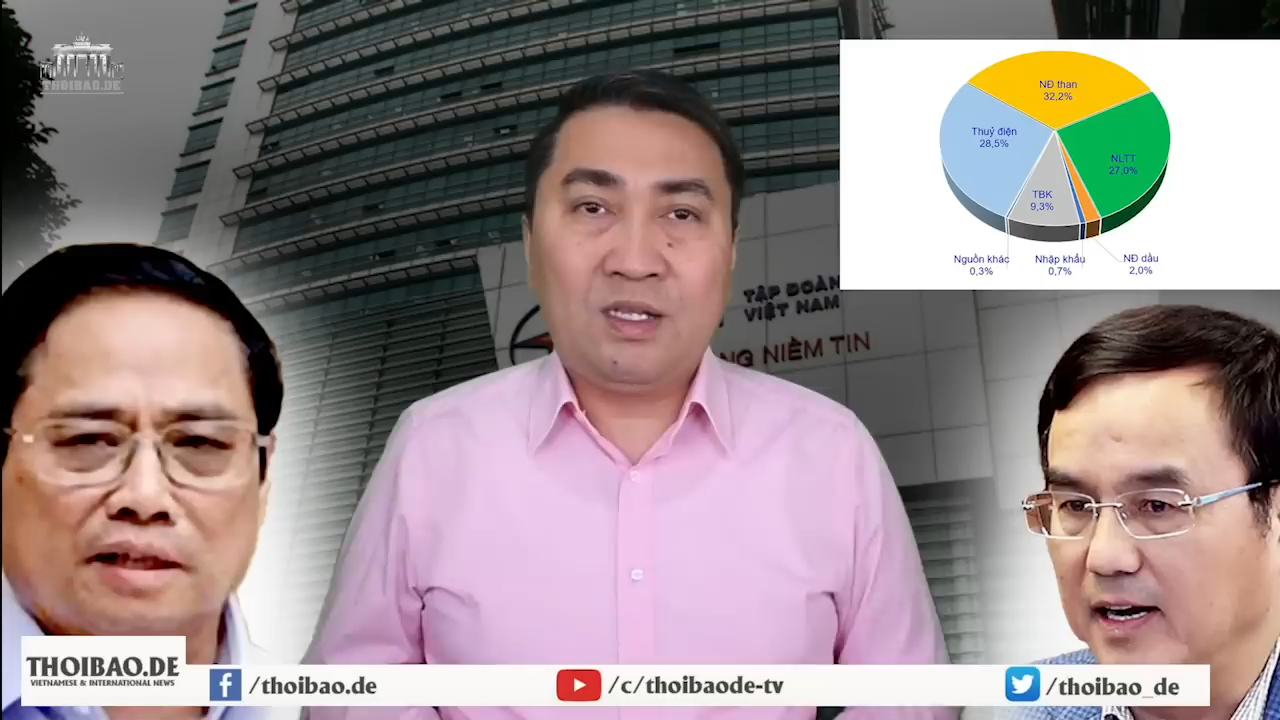 THOIBAO.DE
NĐ than
32,2%
Thuỷ điện
28,5%
NLTT
27,0%
TBK
9,3%
Nguồn khác
0,3%
Nhập khẩu
0,7%
NĐ dầu
2,0%
TẬP ĐOÀN
VIỆT NAM
NIỀM TIN
THOIBAO.DE
VIETNAMESE & INTERNATIONAL NEWS
/thoibao.de
/c/thoibaode-tv
/thoibao_de